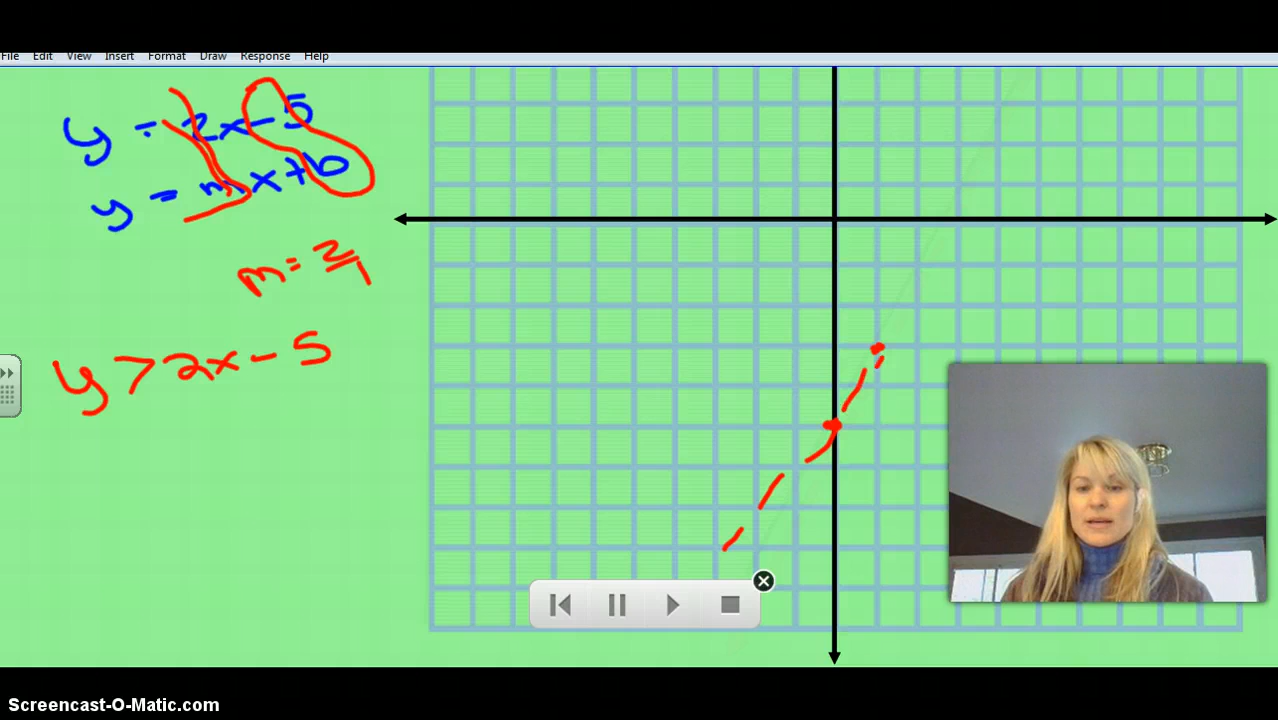 File Edit View Insert Format Draw Response Help
y = 2x - 5
y = mx + b
m = 2/1
y > 2x - 5
Screencast-O-Matic.com